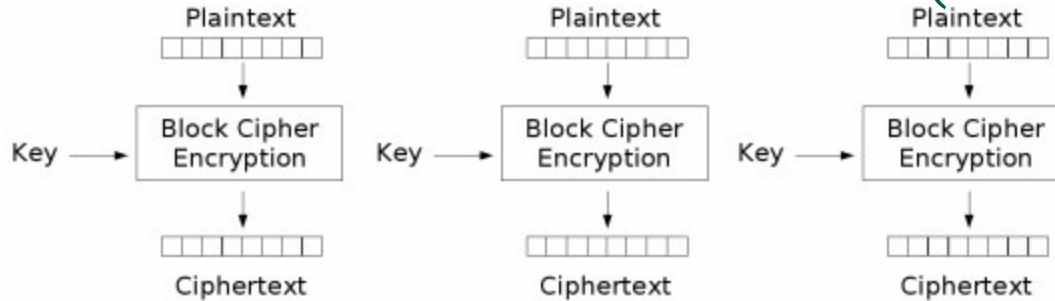 Plaintext Plaintext Plaintext
Block Cipher Block Cipher Block Cipher
Key Encryption Key Encryption Key Encryption
Ciphertext Ciphertext Ciphertext